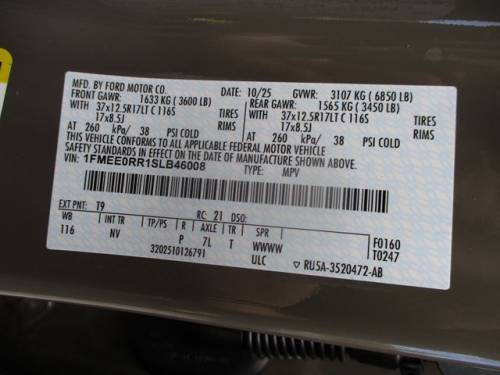 MFD. BY FORD MOTOR CO.
10/25 GVWR: 3107 KG (6850 LB)
FRONT GAWR: 1633 KG (3600 LB) REAR GAWR: 1565 KG (3450 LB)
WITH 37x12.5R17LT C 116S TIRES WITH 37x12.5R17LT C 116S TIRES
17x8.5J RIMS 17x8.5J RIMS
AT 260 kPa/ 38 PSI COLD AT 260 kPa/ 38 PSI COLD
THIS VEHICLE CONFORMS TO ALL APPLICABLE FEDERAL MOTOR VEHICLE
SAFETY STANDARDS IN EFFECT ON THE DATE OF MANUFACTURE SHOWN ABOVE.
VIN: 1FMEE0RR1SLB46008 TYPE: MPV
EXT PNT: T9 RC: 21 DSO:
WB INT TR TP/PS R AXLE TR SPR
116 NV P 7L T WWWW
3202510126791 ULC
F0160
T0247
RU5A-3520472-AB